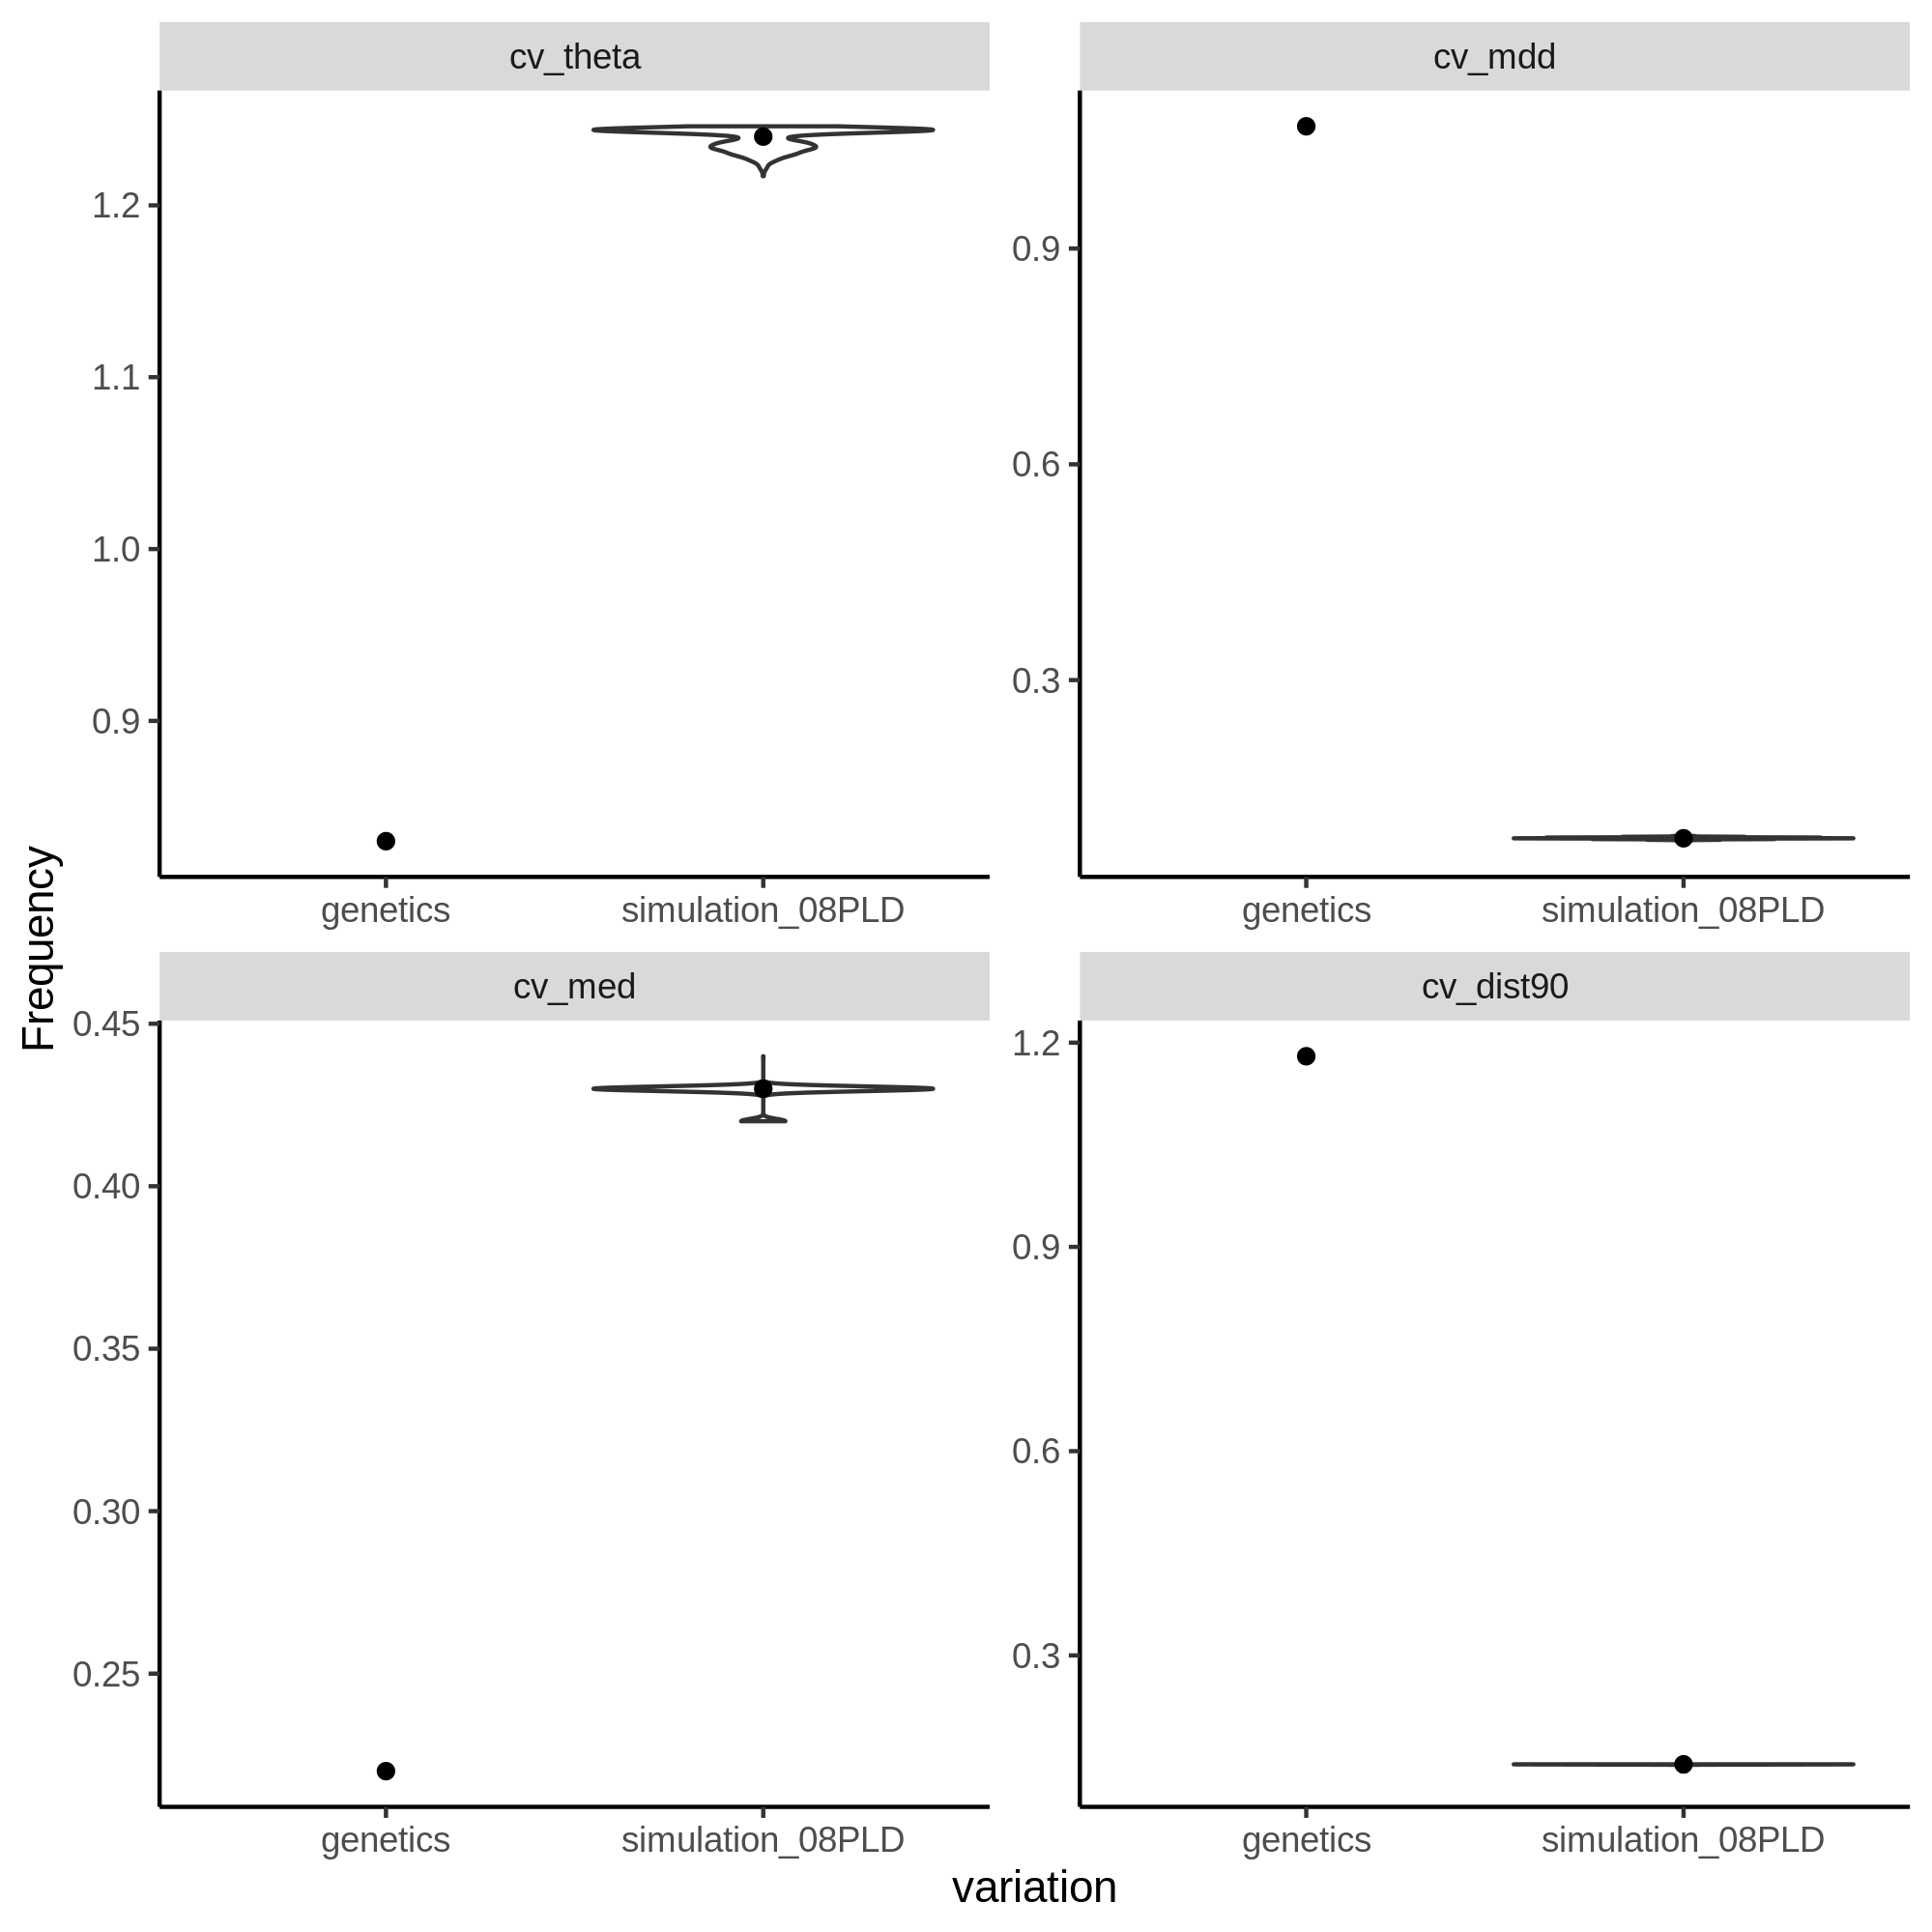 cv_theta
cv_mdd
1.2
1.1
1.0
0.9
0.9
0.6
0.3
genetics
simulation_08PLD
genetics
simulation_08PLD
Frequency
cv_med
cv_dist90
0.45
0.40
0.35
0.30
0.25
1.2
0.9
0.6
0.3
genetics
simulation_08PLD
genetics
simulation_08PLD
variation